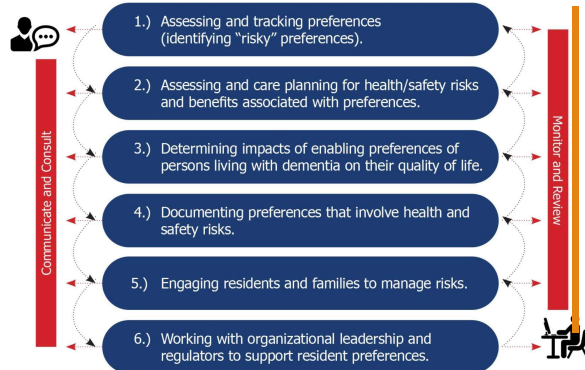 1.) Assessing and tracking preferences
(identifying “risky” preferences).
2.) Assessing and care planning for health/safety risks
and benefits associated with preferences.
3.) Determining impacts of enabling preferences of
persons living with dementia on their quality of life.
4.) Documenting preferences that involve health and
safety risks.
5.) Engaging residents and families to manage risks.
6.) Working with organizational leadership and
regulators to support resident preferences.
Communicate and Consult
Monitor and Review